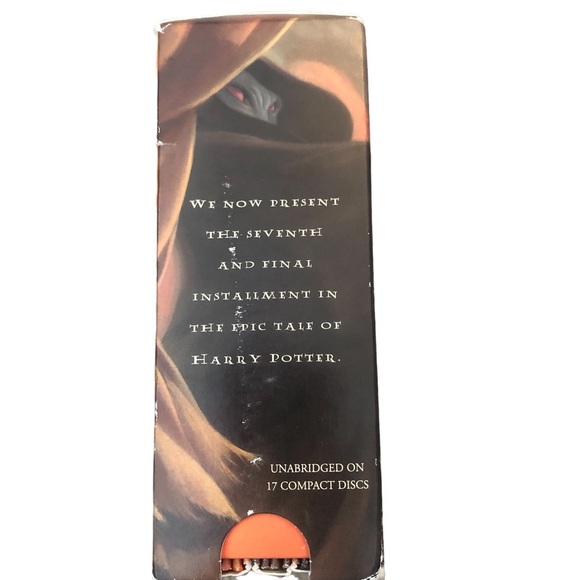 We now present
the seventh
and final
installment in
the epic tale of
Harry Potter.
UNABRIDGED ON
17 COMPACT DISCS